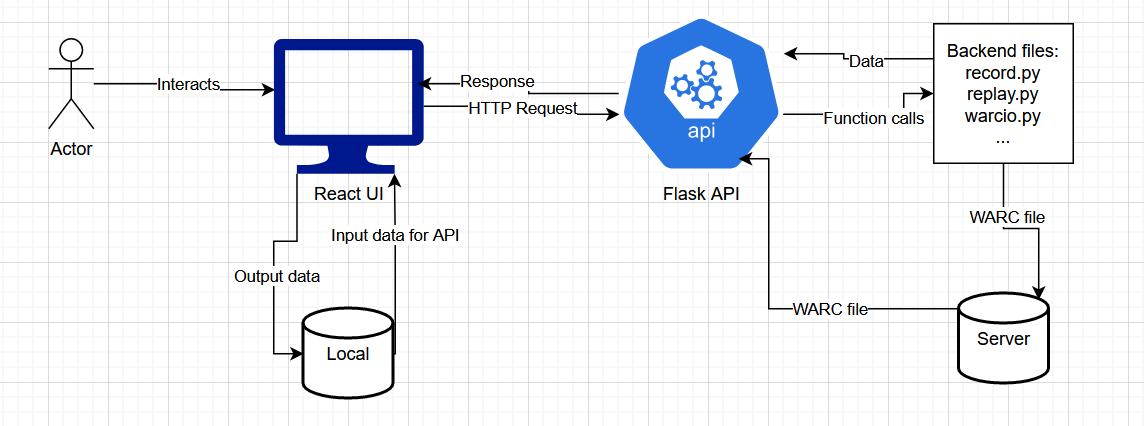 Actor
Interacts
React UI
Response
HTTP Request
api
Flask API
Data
Function calls
Backend files:
record.py
replay.py
warcio.py
...
WARC file
Input data for API
Output data
Local
WARC file
Server